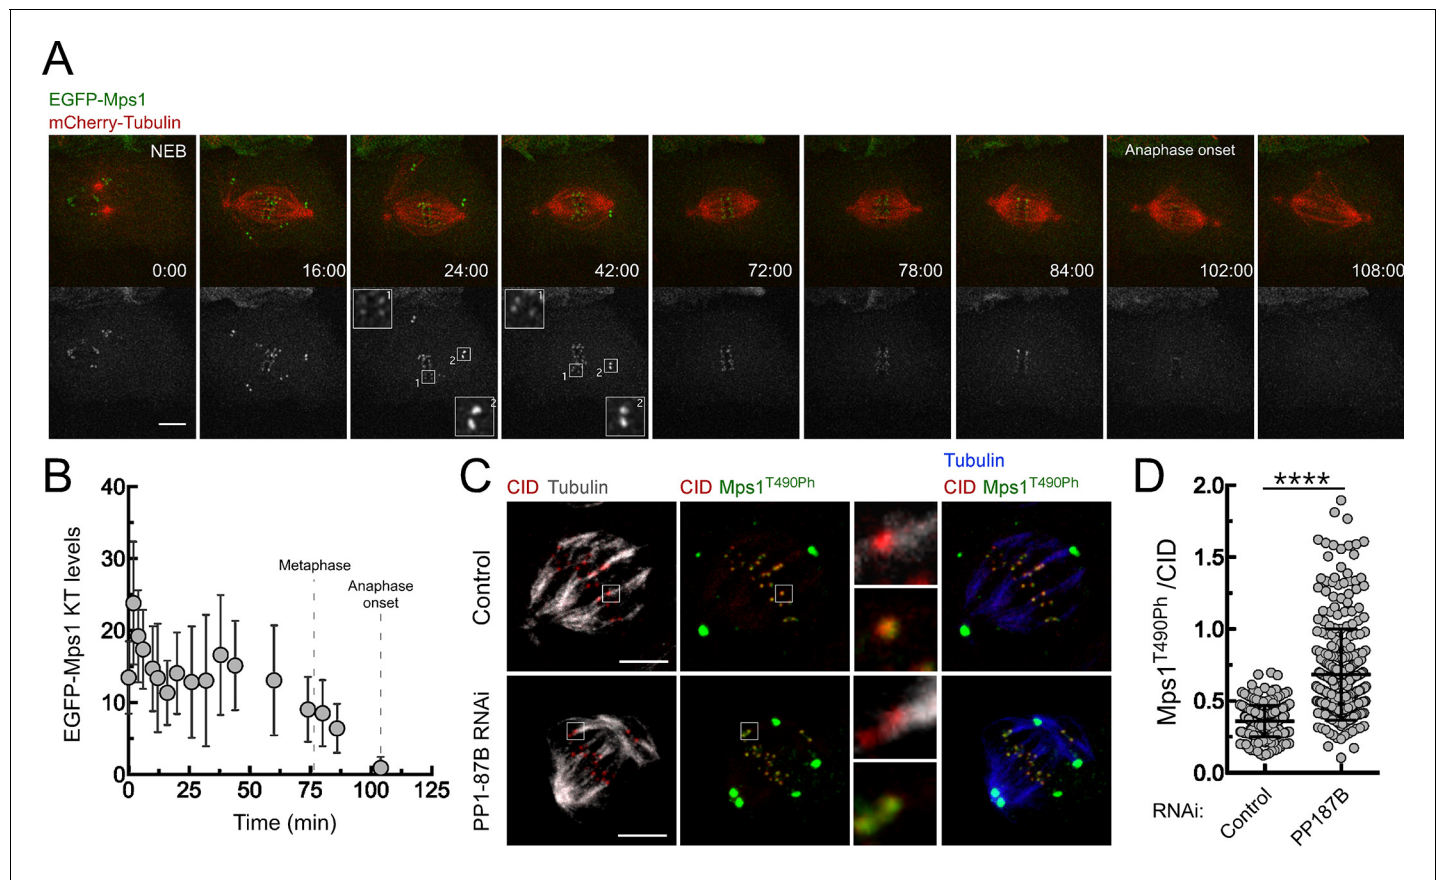 A
EGFP-Mps1
mCherry-Tubulin
NEB
Anaphase onset
0:00
16:00
24:00
42:00
72:00
78:00
84:00
102:00
108:00
1
1
2
1
2
1
2
2
B
40
30
20
10
0
EGFP-Mps1 KT levels
Metaphase
Anaphase
onset
0
25
50
75
100
125
Time (min)
C
Tubulin
CID Tubulin
CID Mps1T490Ph
CID Mps1T490Ph
Control
PP1-87B RNAi
D
2.0
1.5
1.0
0.5
0.0
Mps1T490Ph/CID
****
RNAi:
Control
PP187B